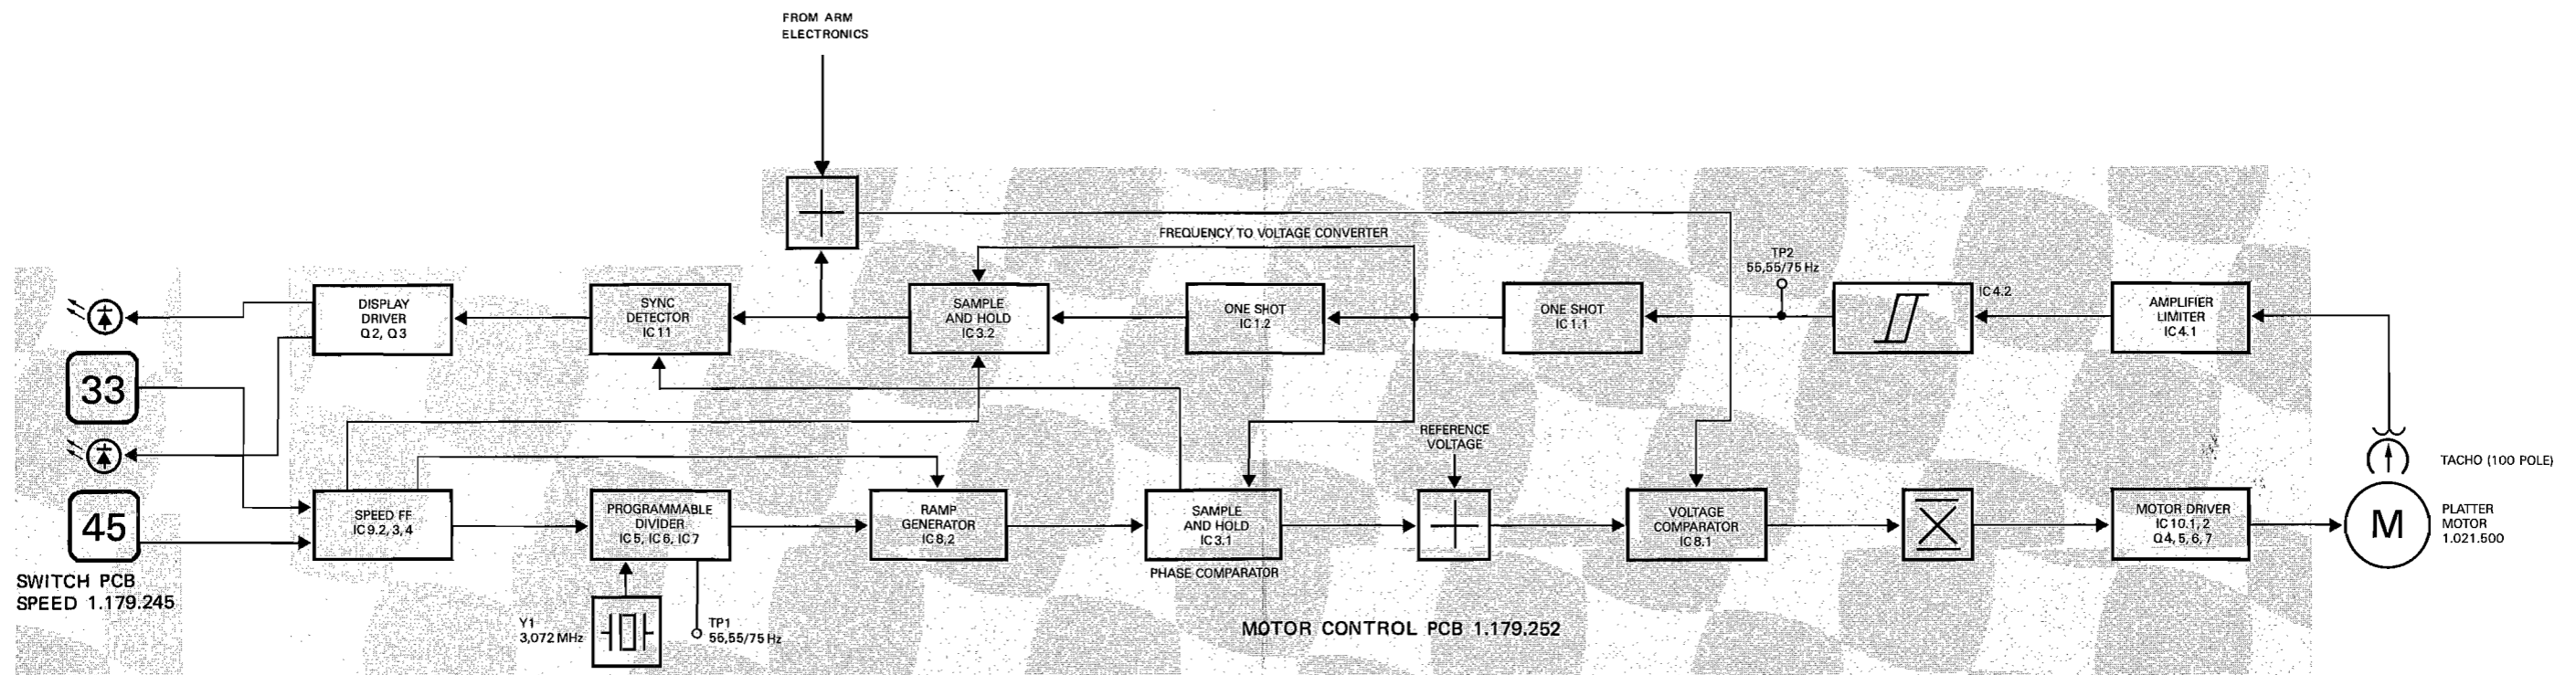 FROM ARM
ELECTRONICS
FREQUENCY TO VOLTAGE CONVERTER
TP2
55,55/75 Hz
DISPLAY
DRIVER
Q2, Q3
SYNC
DETECTOR
IC11
SAMPLE
AND HOLD
IC3.2
ONE SHOT
IC1.2
ONE SHOT
IC1.1
IC4.2
AMPLIFIER
LIMITER
IC4.1
33
REFERENCE
VOLTAGE
TACHO (100 POLE)
45
SPEED FF
IC9.2, 3, 4
PROGRAMMABLE
DIVIDER
IC5, IC6, IC7
RAMP
GENERATOR
IC8,2
SAMPLE
AND HOLD
IC3.1
PHASE COMPARATOR
VOLTAGE
COMPARATOR
IC8.1
MOTOR DRIVER
IC10.1, 2
Q4, 5, 6, 7
M
PLATTER
MOTOR
1.021.500
SWITCH PCB
SPEED 1.179.245
Y1
3,072 MHz
TP1
55,55/75 Hz
MOTOR CONTROL PCB 1.179.252